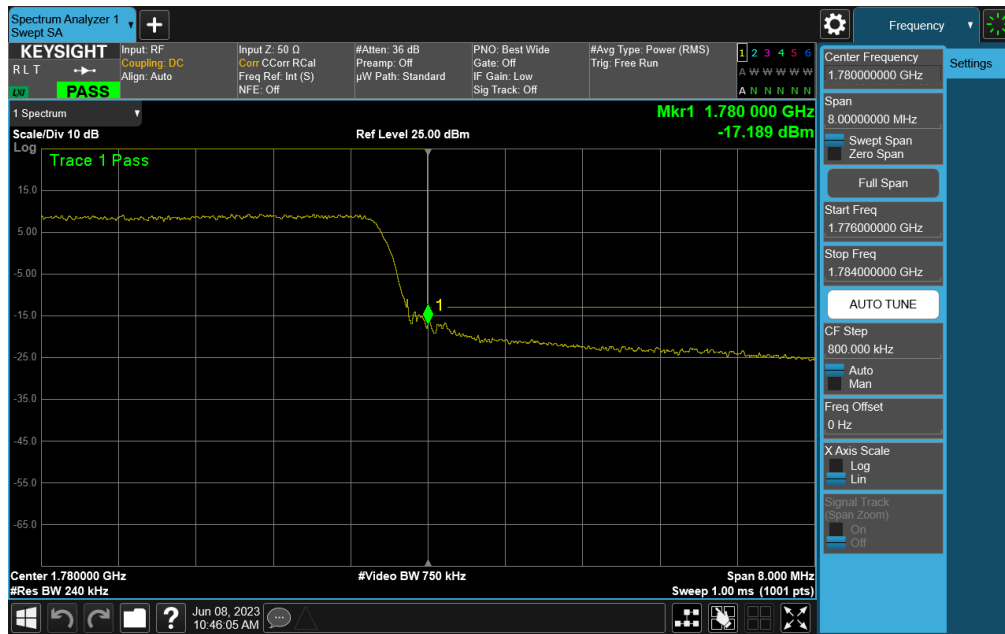 Spectrum Analyzer 1
Swept SA
Frequency
KEYSIGHT
R L T
LXI
PASS
Input: RF
Coupling: DC
Align: Auto
Input Z: 50 Ω
Corr CCorr RCal
Freq Ref: Int (S)
NFE: Off
#Atten: 36 dB
Preamp: Off
µW Path: Standard
PNO: Best Wide
Gate: Off
IF Gain: Low
Sig Track: Off
#Avg Type: Power (RMS)
Trig: Free Run
1 2 3 4 5 6
A W W W W W
A N N N N N
1 Spectrum
Scale/Div 10 dB
Ref Level 25.00 dBm
Mkr1 1.780 000 GHz
-17.189 dBm
Log
Trace 1 Pass
15.0
5.00
-5.00
-15.0
-25.0
-35.0
-45.0
-55.0
-65.0
1
Center 1.780000 GHz
#Res BW 240 kHz
#Video BW 750 kHz
Span 8.000 MHz
Sweep 1.00 ms (1001 pts)
Center Frequency
1.780000000 GHz
Settings
Span
8.00000000 MHz
Swept Span
Zero Span
Full Span
Start Freq
1.776000000 GHz
Stop Freq
1.784000000 GHz
AUTO TUNE
CF Step
800.000 kHz
Auto
Man
Freq Offset
0 Hz
X Axis Scale
Log
Lin
Signal Track
(Span Zoom)
On
Off
?
Jun 08, 2023
10:46:05 AM